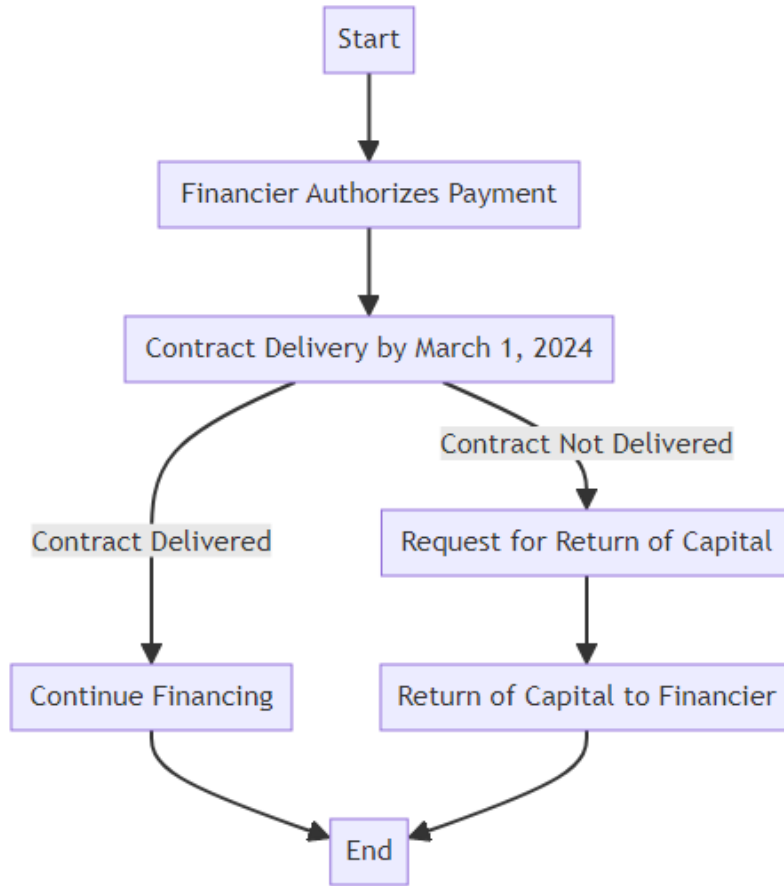 Start
Financier Authorizes Payment
Contract Delivery by March 1, 2024
Contract Not Delivered
Contract Delivered
Request for Return of Capital
Continue Financing
Return of Capital to Financier
End